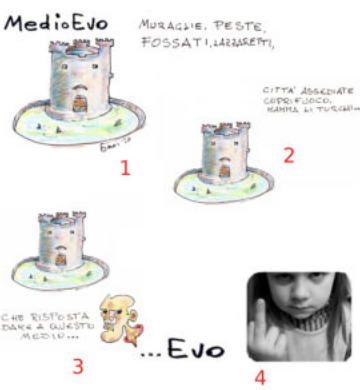 MedioEvo
MURAGLIE, PESTE,
FOSSATI, LAZZARETTI,
1
CITTA' ASSEDIATE
COPRIFUOCO,
MAMMA LI TURCHI...
2
CHE RISPOSTA
DARE A QUESTO
MEDIO...
...Evo
3
4